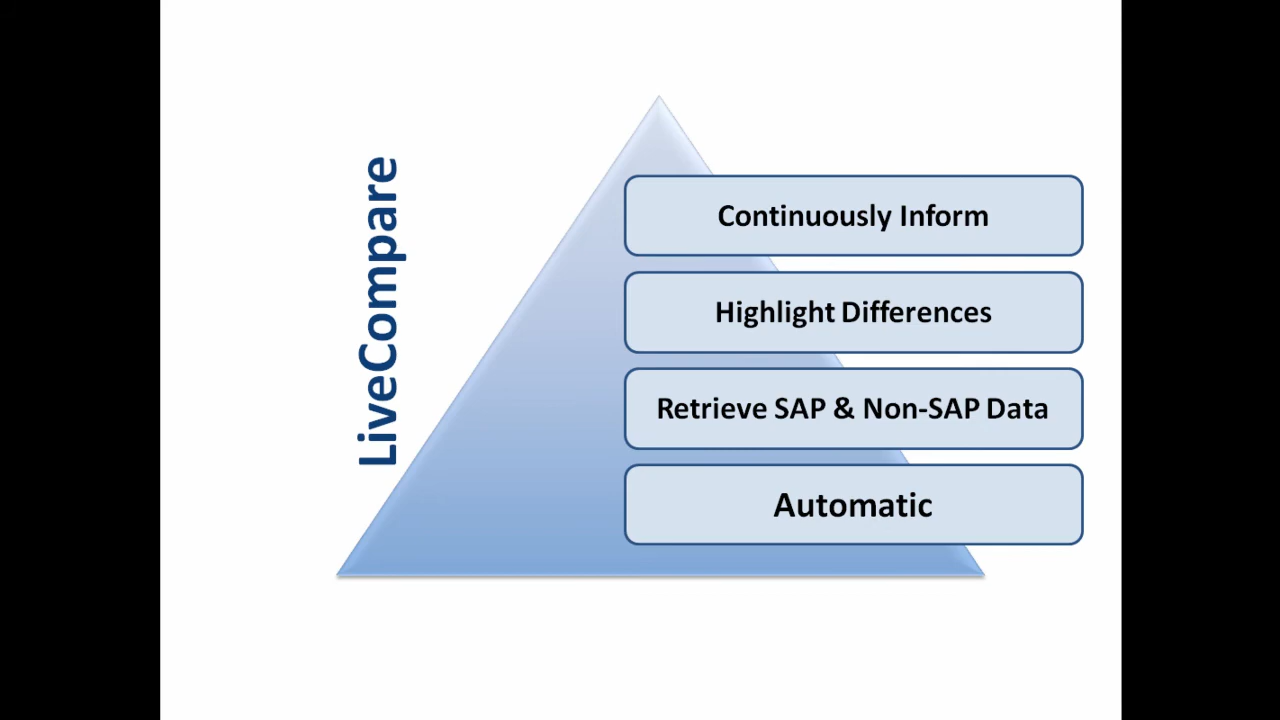 LiveCompare
Continuously Inform
Highlight Differences
Retrieve SAP & Non-SAP Data
Automatic